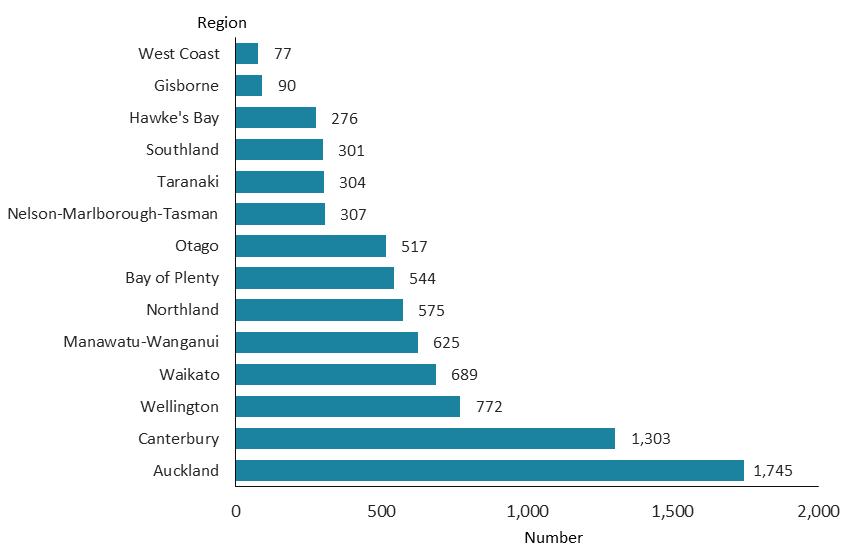 Region
West Coast 77
Gisborne 90
Hawke's Bay 276
Southland 301
Taranaki 304
Nelson-Marlborough-Tasman 307
Otago 517
Bay of Plenty 544
Northland 575
Manawatu-Wanganui 625
Waikato 689
Wellington 772
Canterbury 1,303
Auckland 1,745
0 500 1,000 1,500 2,000
Number